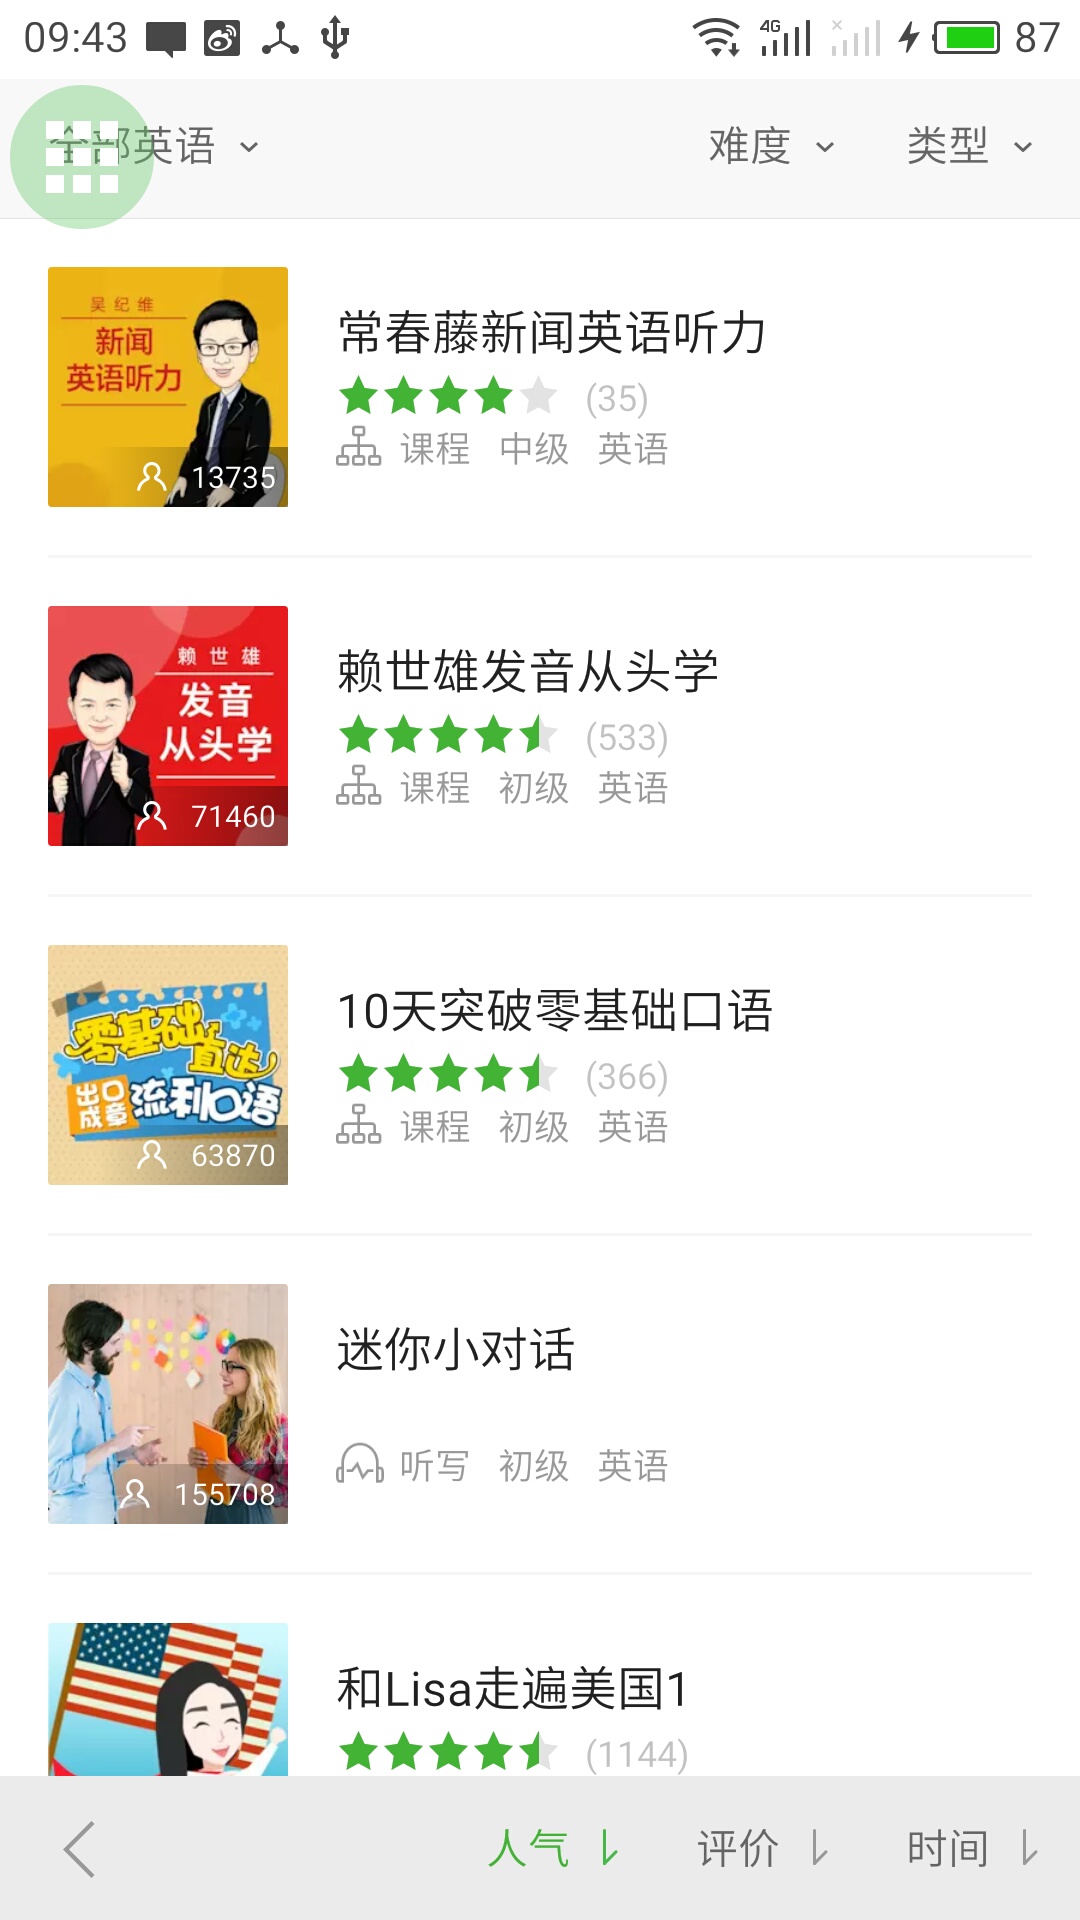 09:43 4G 87
全部英语 难度 类型
吴纪维
新闻
英语听力
13735
常春藤新闻英语听力
(35)
课程 中级 英语
赖世雄
发音
从头学
71460
赖世雄发音从头学
(533)
课程 初级 英语
零基础
直达
出口
成章
流利口语
63870
10天突破零基础口语
(366)
课程 初级 英语
155708
迷你小对话
听写 初级 英语
和Lisa走遍美国1
(1144)
人气 评价 时间